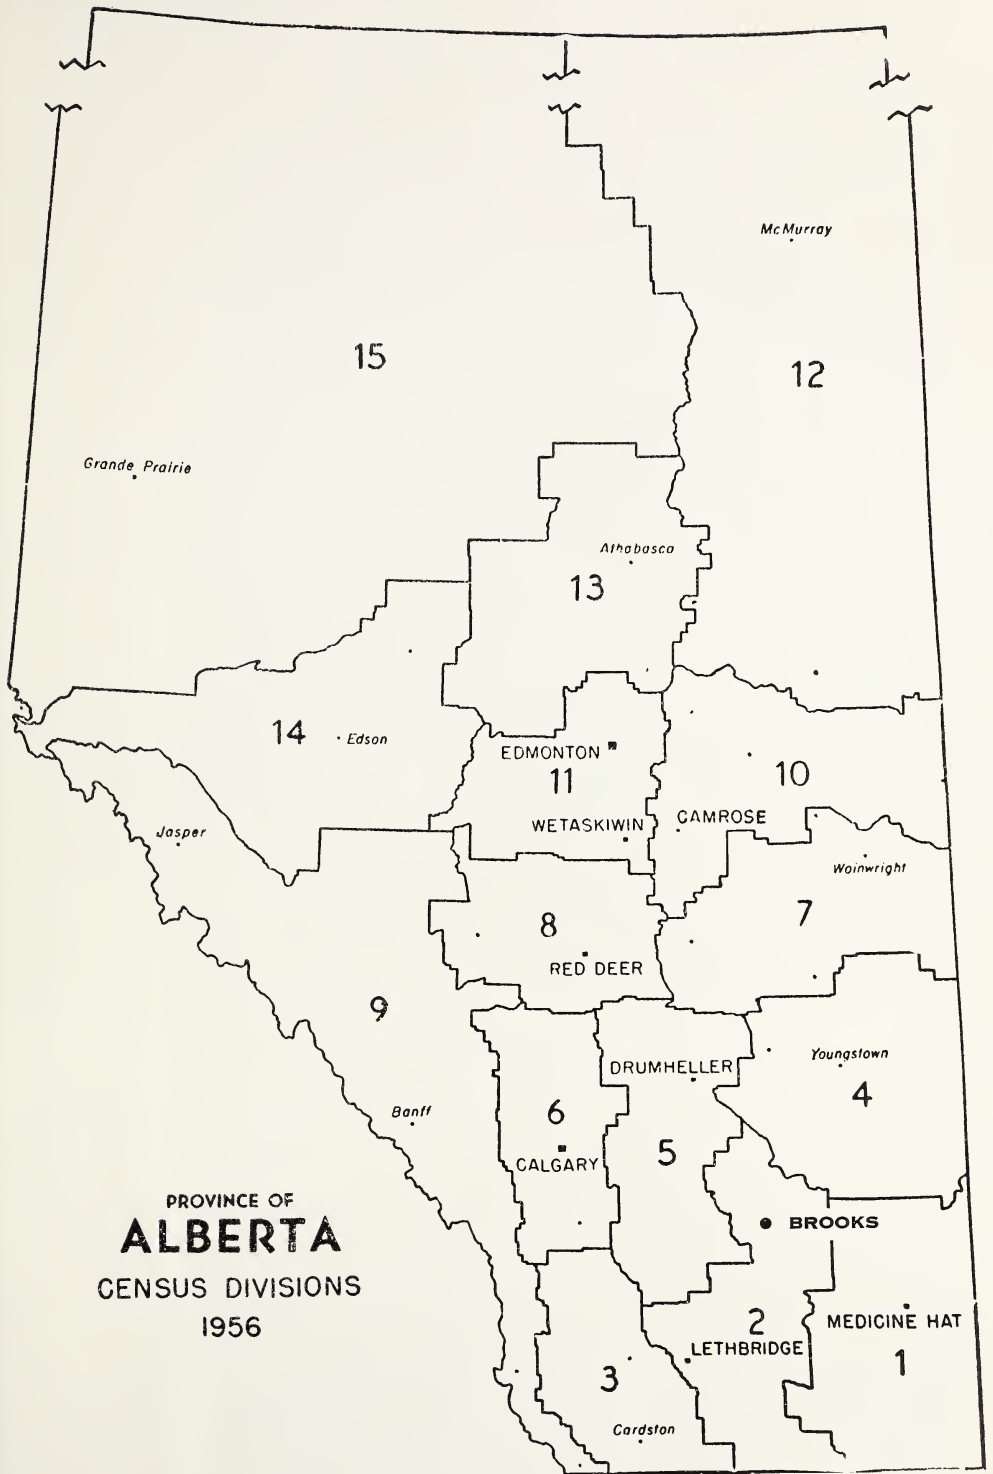 McMurray
15
12
Grande Prairie
Athabasca
13
14
Edson
EDMONTON
11
10
Jasper
WETASKIWIN
CAMROSE
Wainwright
7
8
RED DEER
9
Youngstown
DRUMHELLER
4
Banff
6
5
CALGARY
PROVINCE OF
ALBERTA
CENSUS DIVISIONS
1956
BROOKS
MEDICINE HAT
2
LETHBRIDGE
1
3
Cardston